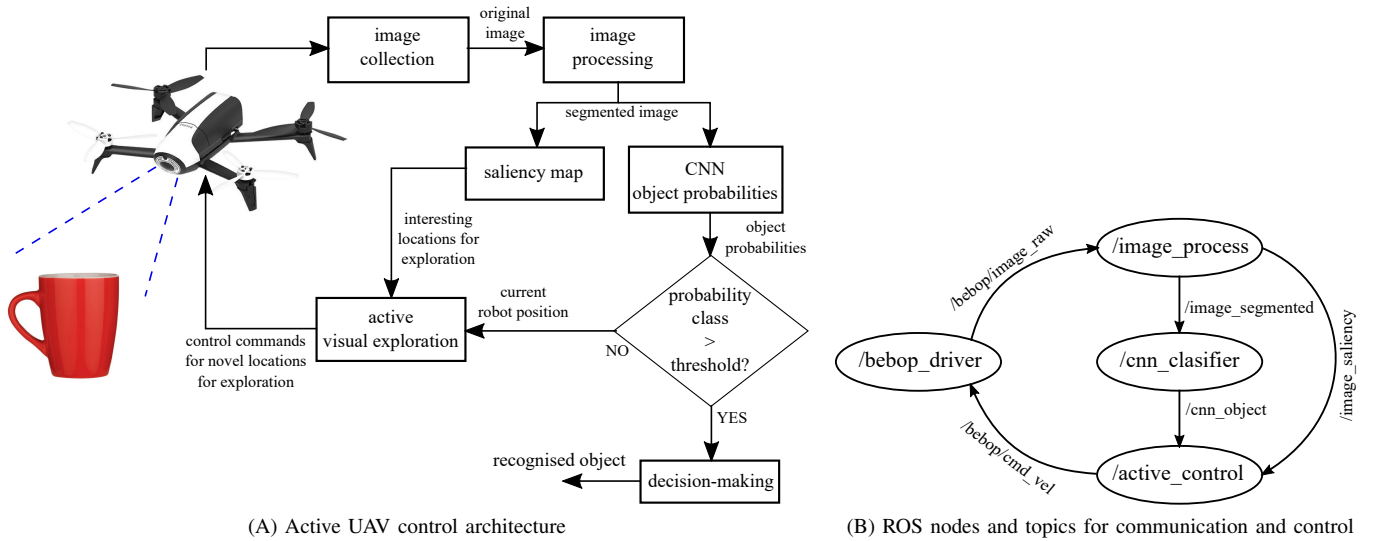 image
collection
original
image
image
processing
segmented image
saliency map
CNN
object probabilities
interesting
locations for
exploration
object
probabilities
probability
class
>
threshold?
current
robot position
NO
active
visual exploration
control commands
for novel locations
for exploration
YES
recognised object
decision-making
(A) Active UAV control architecture
/bebop/image_raw
/image_process
/image_segmented
/image_saliency
/bebop_driver
/cnn_clasifier
/cnn_object
/bebop/cmd_vel
/active_control
(B) ROS nodes and topics for communication and control